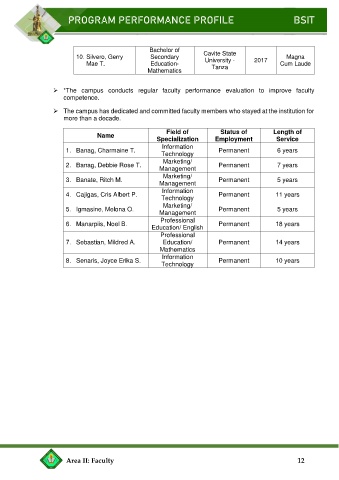 PROGRAM PERFORMANCE PROFILE BSIT
10. Silvero, Gerry Mae T. Bachelor of Secondary Education- Mathematics Cavite State University - Tanza 2017 Magna Cum Laude
➢ *The campus conducts regular faculty performance evaluation to improve faculty
competence.
➢ The campus has dedicated and committed faculty members who stayed at the institution for
more than a decade.
Name Field of Specialization Status of Employment Length of Service
1. Banag, Charmaine T. Information Technology Permanent 6 years
2. Banag, Debbie Rose T. Marketing/ Management Permanent 7 years
3. Banate, Ritch M. Marketing/ Management Permanent 5 years
4. Cajigas, Cris Albert P. Information Technology Permanent 11 years
5. Igmasine, Melona O. Marketing/ Management Permanent 5 years
6. Manarpiis, Noel B. Professional Education/ English Permanent 18 years
7. Sebastian, Mildred A. Professional Education/ Mathematics Permanent 14 years
8. Senaris, Joyce Erika S. Information Technology Permanent 10 years
Area II: Faculty 12